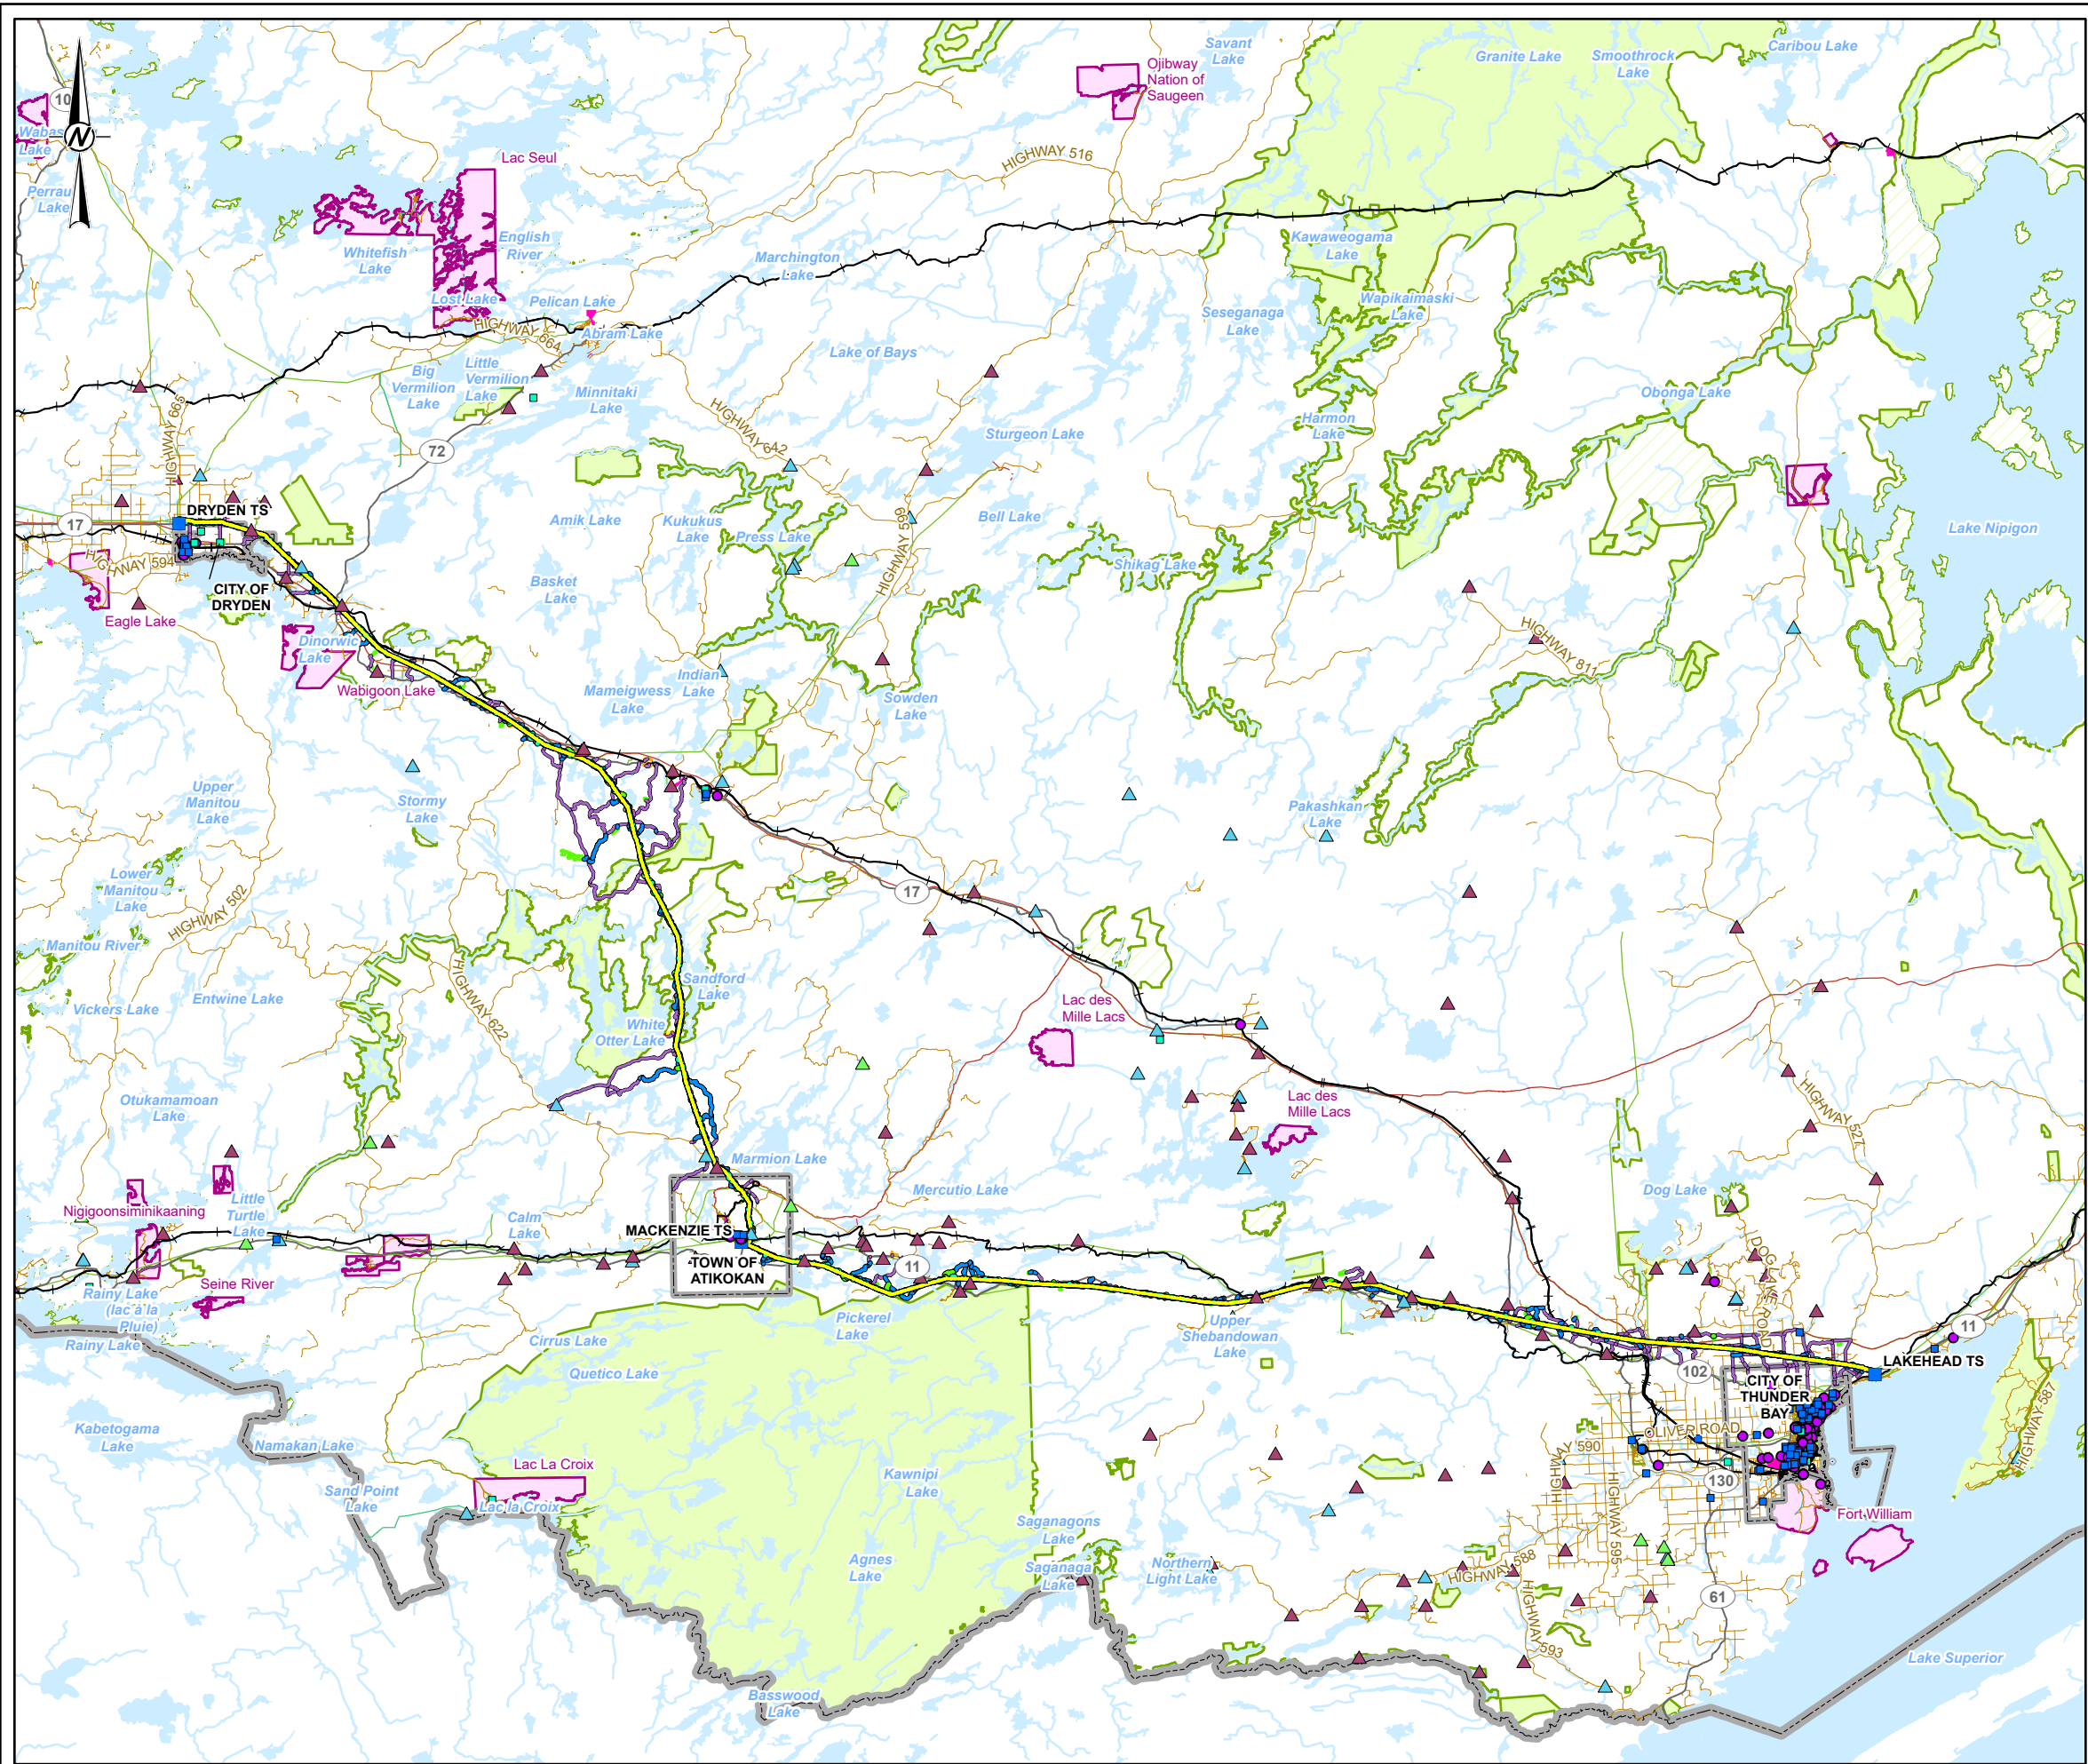 Savant
Lake
Granite Lake
Smoothrock
Lake
Caribou Lake
Ojibway
Nation of
Saugeen
N
Lake
Lac Seul
HIGHWAY 516
Lake
Whitefish
Lake
English
River
Marchington
Lake
Kawaweogama
Lake
Lost Lake
Pelican Lake
Wapikaimaski
Lake
HIGHWAY 664
Abram Lake
Seseganaga
Lake
Lake of Bays
Big
Vermilion
Lake
Little
Vermilion
Lake
Minnitaki
Lake
Obonga Lake
HIGHWAY 665
HIGHWAY 642
Harmon
Lake
Sturgeon Lake
72
DRYDEN TS
17
Amik Lake
Kukukus
Lake
Press Lake
Bell Lake
Lake Nipigon
HIGHWAY 599
HIGHWAY 594
Shikag Lake
CITY OF
DRYDEN
Basket
Lake
Eagle Lake
Dinorwic
Lake
HIGHWAY 811
Wabigoon Lake
Mameigwess
Lake
Indian
Lake
Sowden
Lake
Upper
Manitou
Lake
Stormy
Lake
Pakashkan
Lake
Lower
Manitou
Lake
HIGHWAY 502
17
Manitou River
HIGHWAY 622
Sandford
Lake
Vickers Lake
Entwine Lake
Lac des
Mille Lacs
White
Otter Lake
Otukamamoan
Lake
Lac des
Mille Lacs
HIGHWAY 527
Marmion Lake
Mercutio Lake
Dog Lake
Nigigoonsiminikaaning
Little
Turtle
Lake
Calm
Lake
MACKENZIE TS
TOWN OF
ATIKOKAN
11
DOG LAKE ROAD
Seine River
Rainy Lake
(lac à la
Pluie)
Rainy Lake
Pickerel
Lake
Upper
Shebandowan
Lake
Cirrus Lake
11
Quetico Lake
LAKEHEAD TS
102
CITY OF
THUNDER
BAY
HIGHWAY 587
Kabetogama
Lake
Namakan Lake
OLIVER ROAD
HIGHWAY 590
Lac La Croix
Kawnipi
Lake
130
Sand Point
Lake
Lac la Croix
HIGHWAY 595
Fort William
Saganagons
Lake
Agnes
Lake
Saganaga
Lake
Northern
Light Lake
HIGHWAY 588
61
HIGHWAY 593
Lake Superior
Basswood
Lake